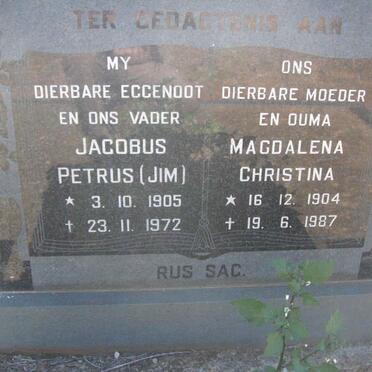 TER GEDAGTENIS AAN
MY
DIERBARE EGGENOOT
EN ONS VADER
JACOBUS
PETRUS (JIM)
* 3. 10. 1905
† 23. 11. 1972
ONS
DIERBARE MOEDER
EN OUMA
MAGDALENA
CHRISTINA
* 16. 12. 1904
† 19. 6. 1987
RUS SAG.